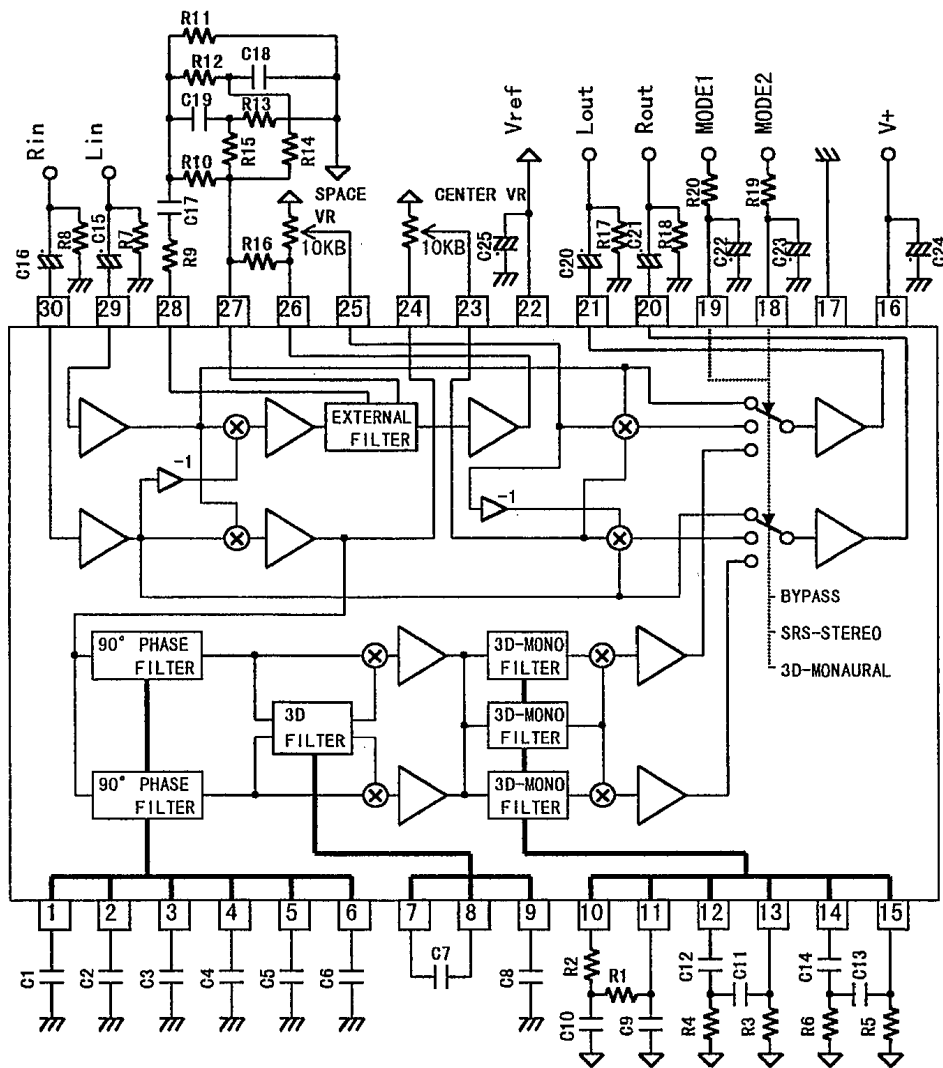 R11
R12
C18
C19
R13
R15
R14
R10
C17
R9
Rin
Lin
C16
R8
C15
R7
SPACE
VR
10KB
R16
CENTER VR
10KB
Vref
C25
Lout
Rout
C20
R17
C21
R18
MODE1
MODE2
R20
R19
C22
C23
V+
C24
30
29
28
27
26
25
24
23
22
21
20
19
18
17
16
EXTERNAL
FILTER
-1
-1
BYPASS
SRS-STEREO
3D-MONAURAL
90° PHASE
FILTER
3D
FILTER
90° PHASE
FILTER
3D-MONO
FILTER
3D-MONO
FILTER
3D-MONO
FILTER
1
2
3
4
5
6
7
8
9
10
11
12
13
14
15
C1
C2
C3
C4
C5
C6
C7
C8
R2
R1
C10
C9
C12
C11
R4
R3
C14
C13
R6
R5